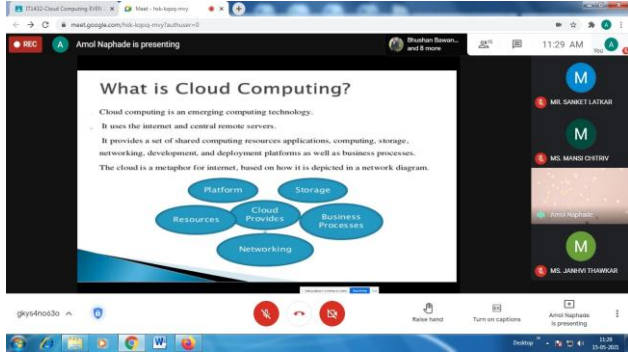 IT1432-Cloud Computing EVEN
Meet - hsk-kqoq-mvy
meet.google.com/hsk-kqoq-mvy?authuser=0
REC
A
Amol Naphade is presenting
Bhushan Bawan...
and 8 more
11:29 AM
You
A
What is Cloud Computing?
Cloud computing is an emerging computing technology.
It uses the internet and central remote servers.
It provides a set of shared computing resources applications, computing, storage,
networking, development, and deployment platforms as well as business processes.
The cloud is a metaphor for internet, based on how it is depicted in a network diagram.
Platform
Storage
Resources
Cloud
Provides
Business
Processes
Networking
M
MR. SANKET LATKAR
M
MS. MANSI CHITRIV
Amol Naphade
M
MS. JANHVI THAWKAR
gkys4no63o
Raise hand
Turn on captions
Amol Naphade
is presenting
Desktop
11:29
15-05-2021